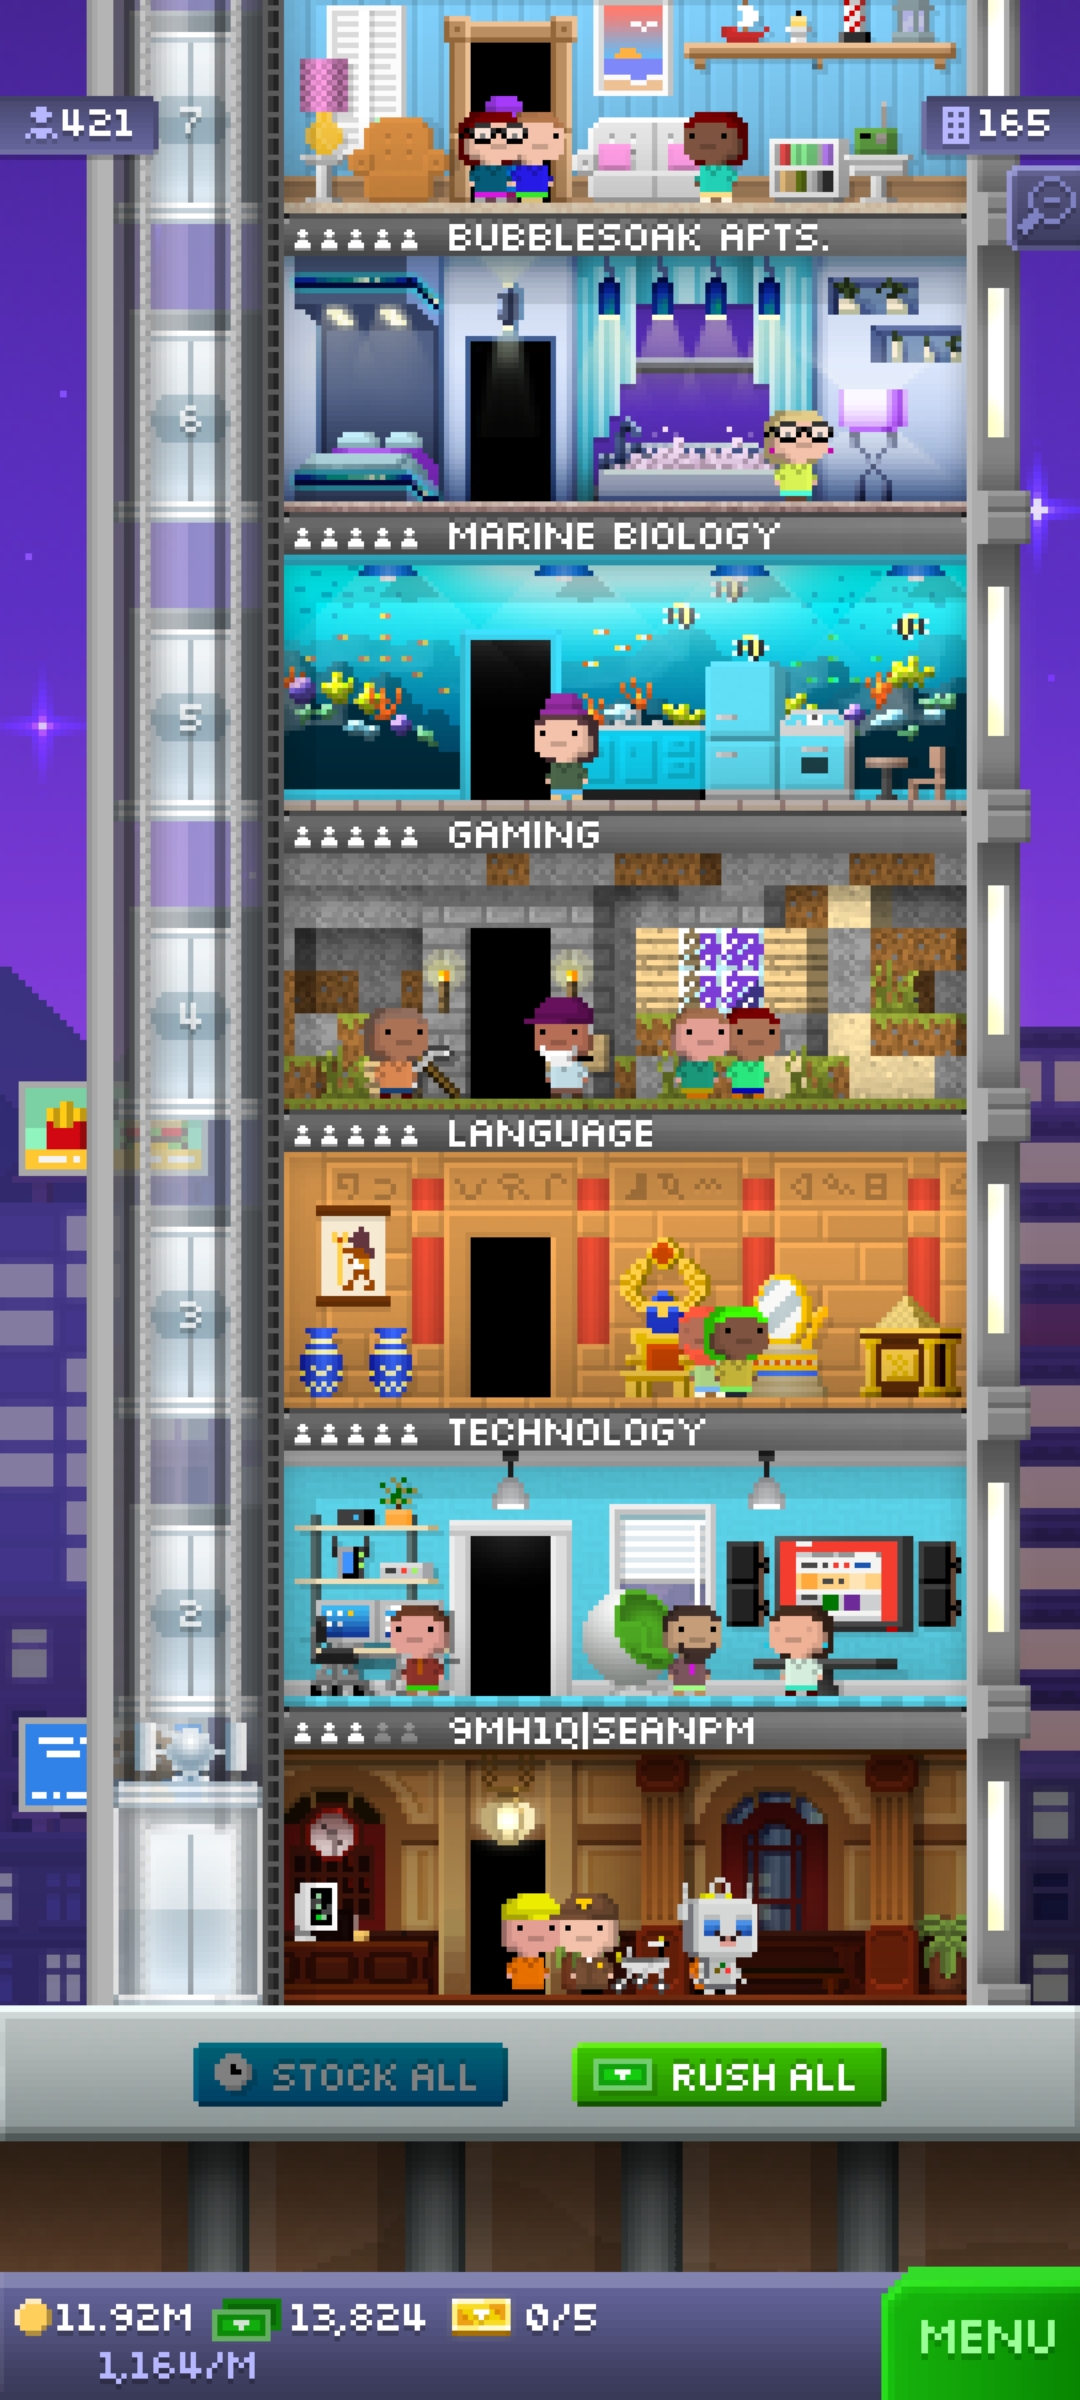 7
421
165
BUBBLESOAK APTS.
6
MARINE BIOLOGY
5
GAMING
4
LANGUAGE
3
TECHNOLOGY
2
9MH1Q|SEANPM
STOCK ALL
RUSH ALL
11.92M
13,824
0/5
MENU
1,164/M